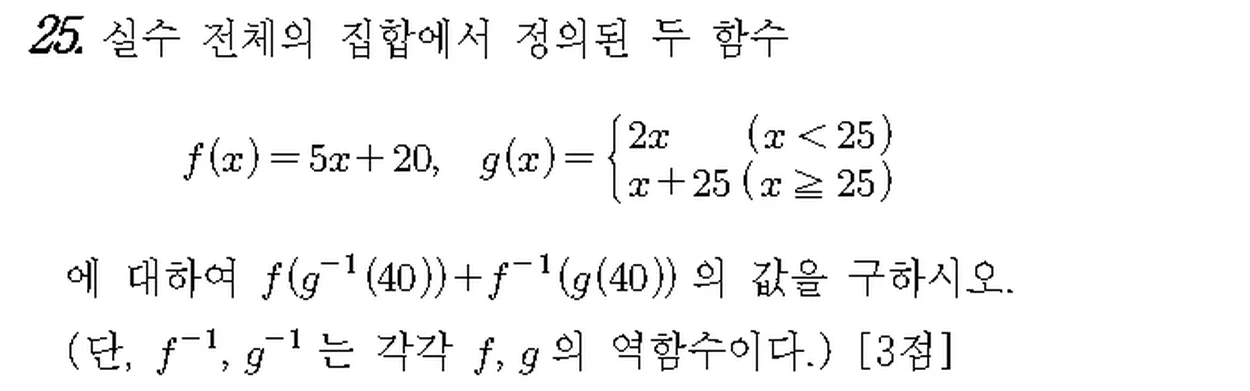 25. 실수 전체의 집합에서 정의된 두 함수
f(x)=5x+20, g(x)={2x (x<25)
x+25 (x≧25)
에 대하여 f(g⁻¹(40))+f⁻¹(g(40)) 의 값을 구하시오.
(단, f⁻¹, g⁻¹ 는 각각 f, g 의 역함수이다.) [3점]